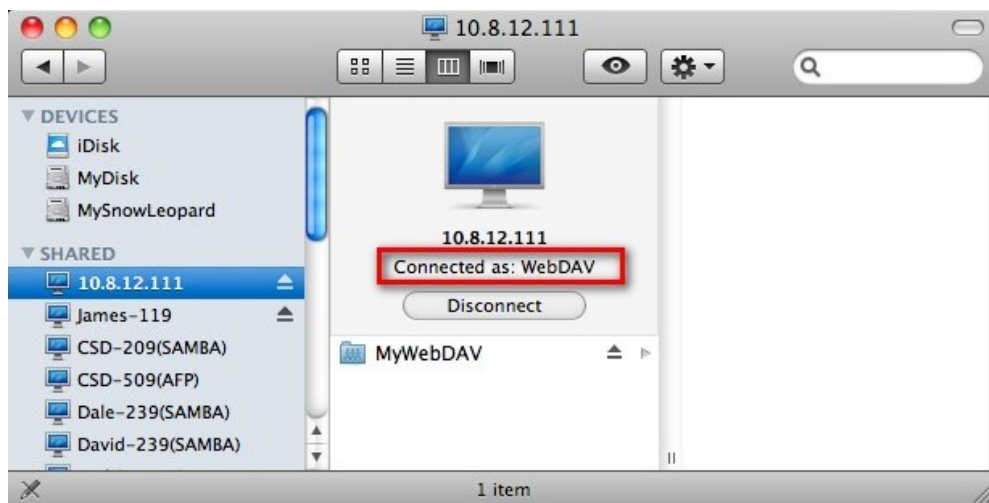 10.8.12.111
DEVICES
iDisk
MyDisk
MySnowLeopard
SHARED
10.8.12.111
James-119
CSD-209(SAMBA)
CSD-509(AFP)
Dale-239(SAMBA)
David-239(SAMBA)
10.8.12.111
Connected as: WebDAV
Disconnect
MyWebDAV
1 item